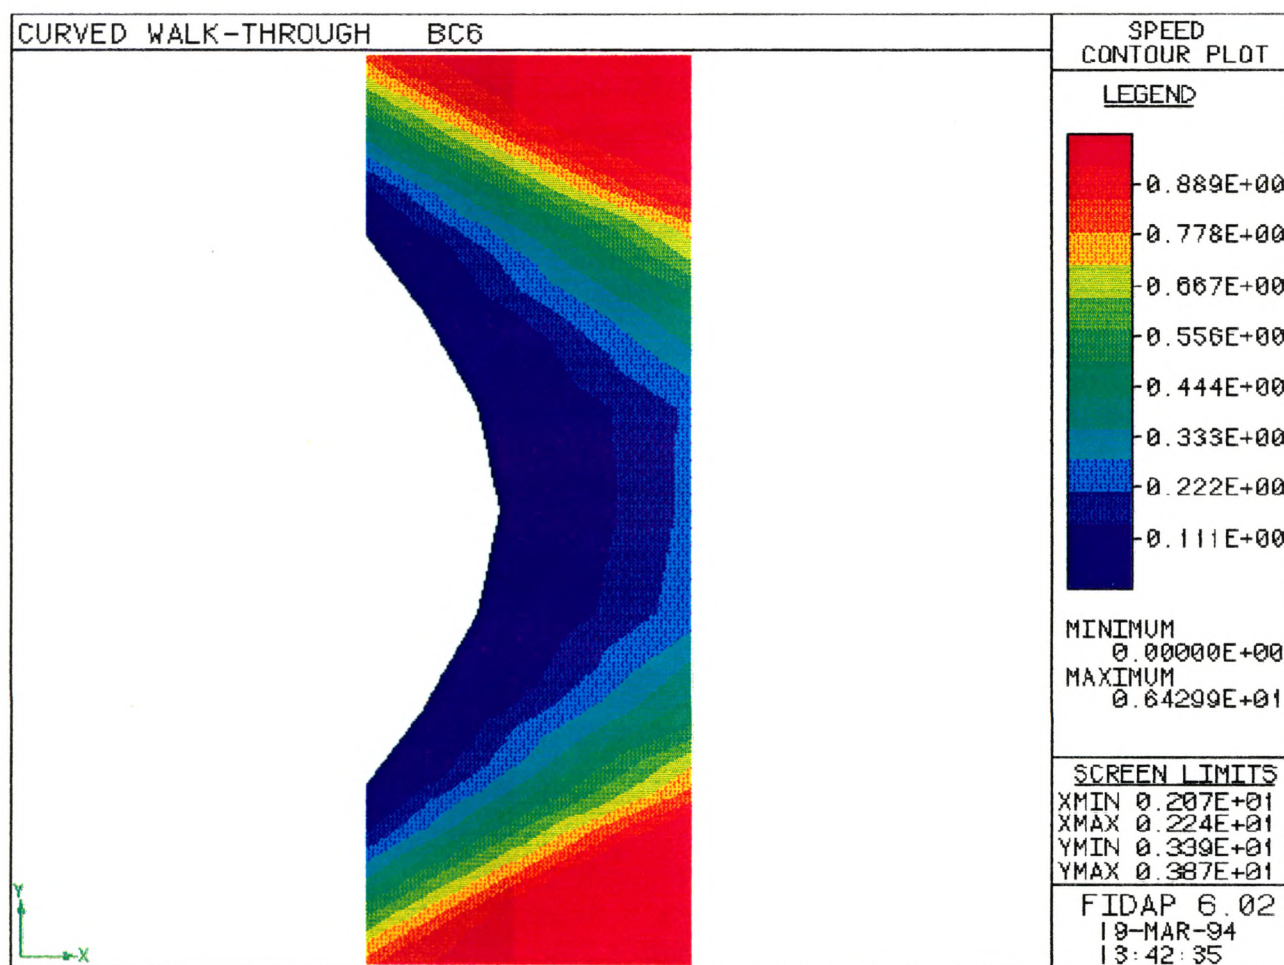 CURVED WALK-THROUGH BC6
SPEED
CONTOUR PLOT
LEGEND
0.889E+00
0.778E+00
0.667E+00
0.556E+00
0.444E+00
0.333E+00
0.222E+00
0.111E+00
MINIMUM
0.00000E+00
MAXIMUM
0.64299E+01
SCREEN LIMITS
XMIN 0.207E+01
XMAX 0.224E+01
YMIN 0.339E+01
YMAX 0.387E+01
FIDAP 6.02
19-MAR-94
13:42:35
Y
X